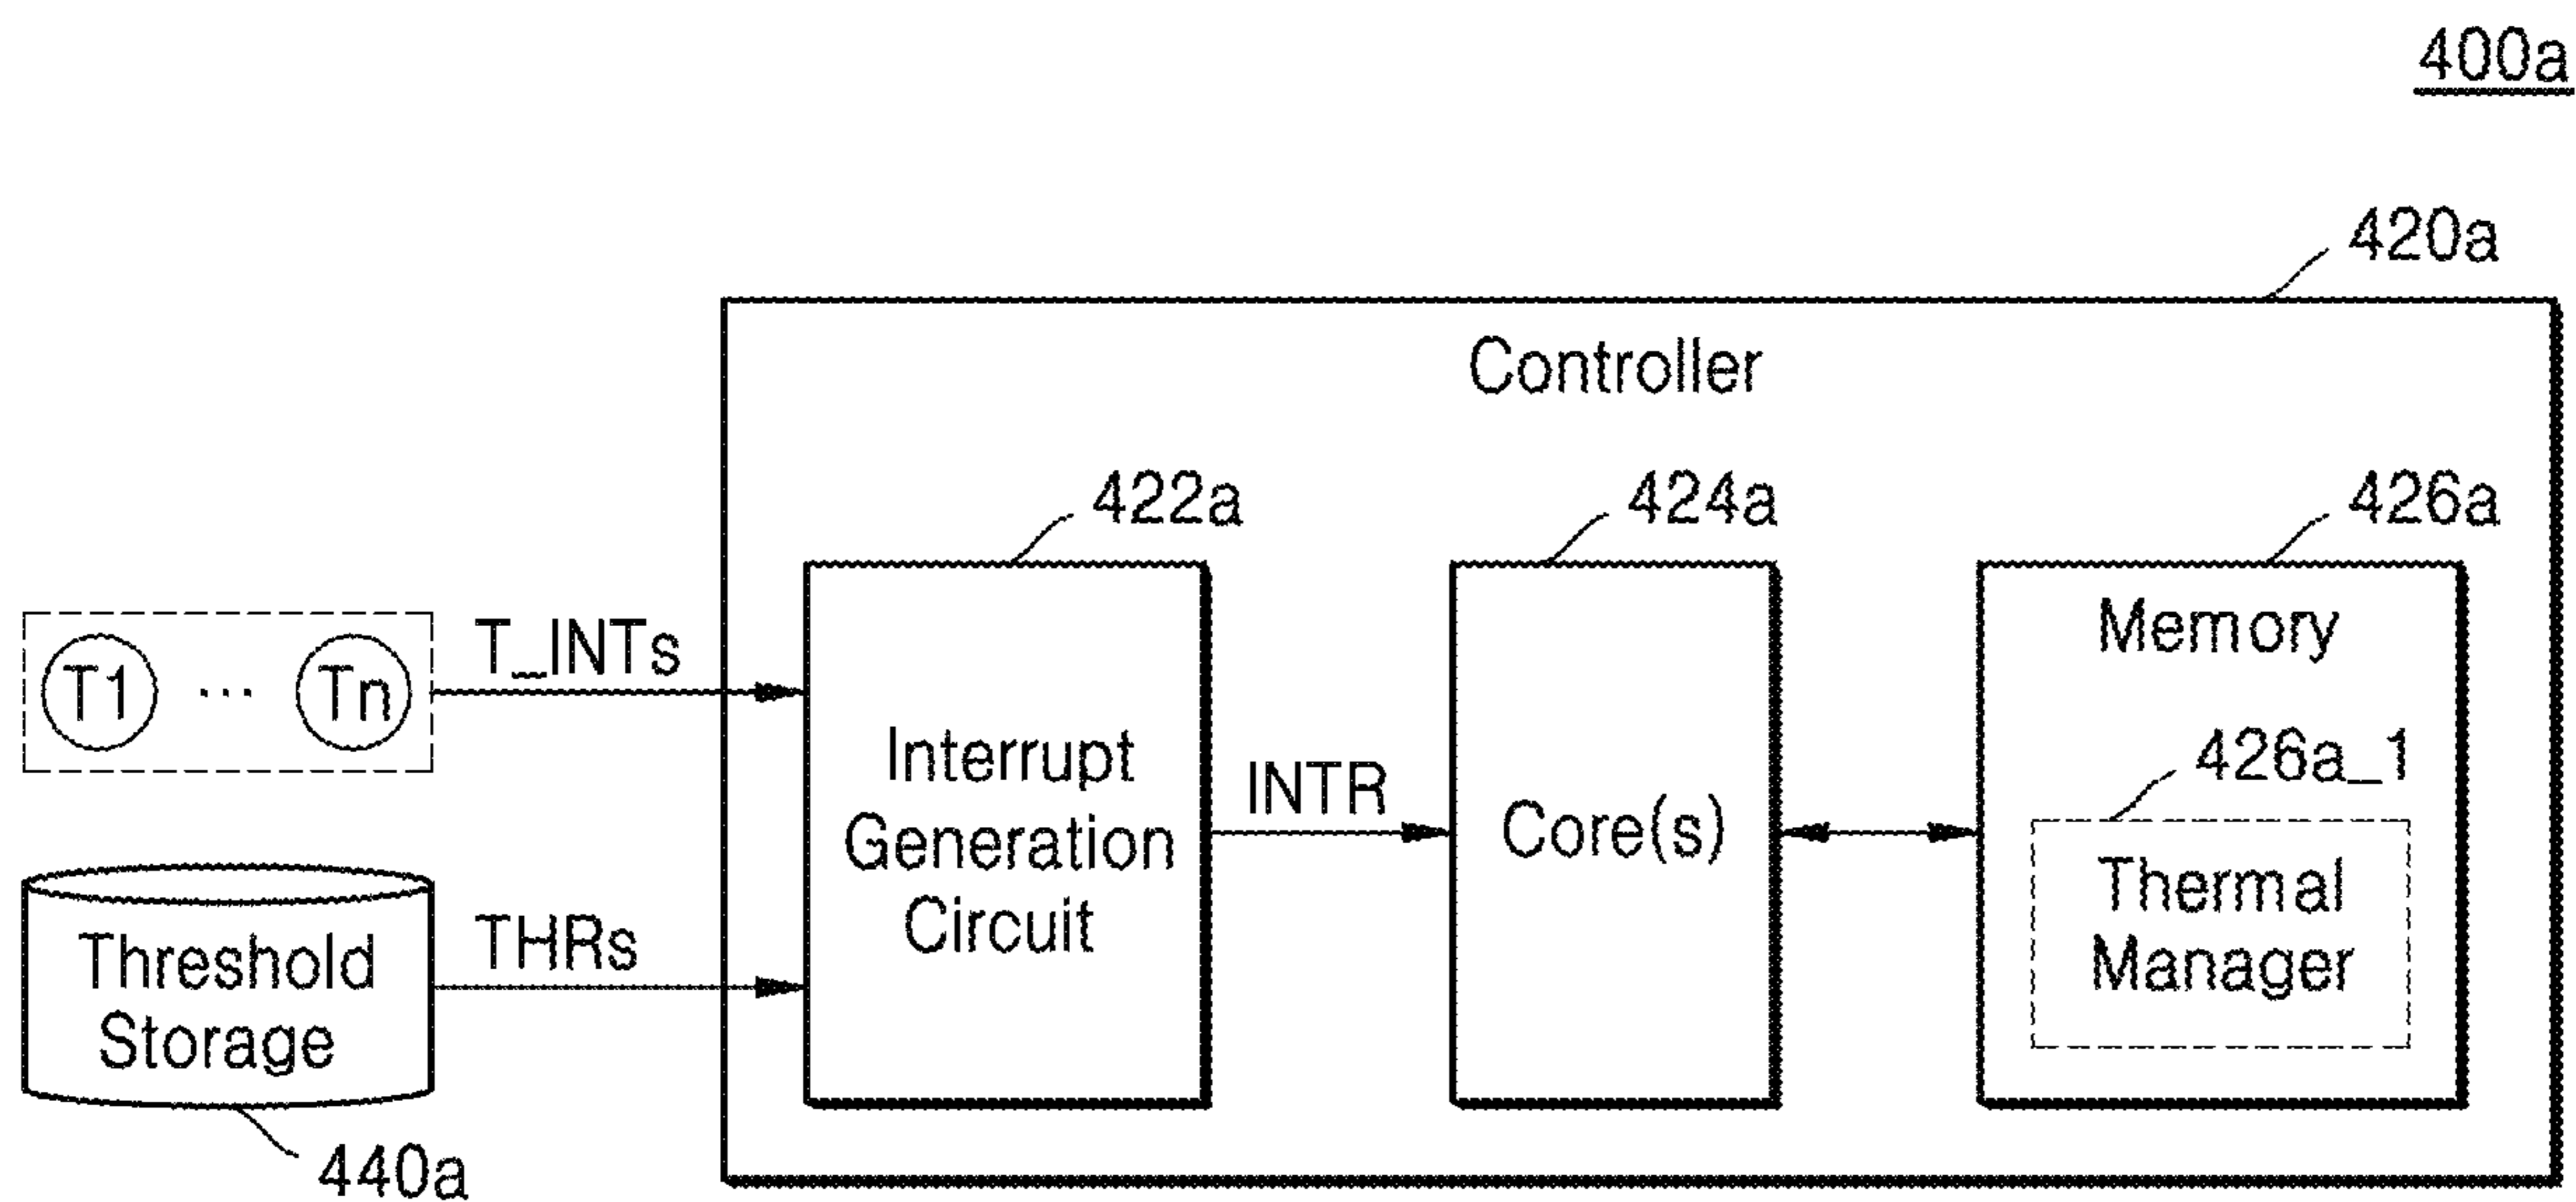 400a
420a
Controller
422a
424a
426a
T1 ... Tn
T_INTs
Interrupt
Generation
Circuit
INTR
Core(s)
Memory
426a_1
Thermal
Manager
Threshold
Storage
THRs
440a